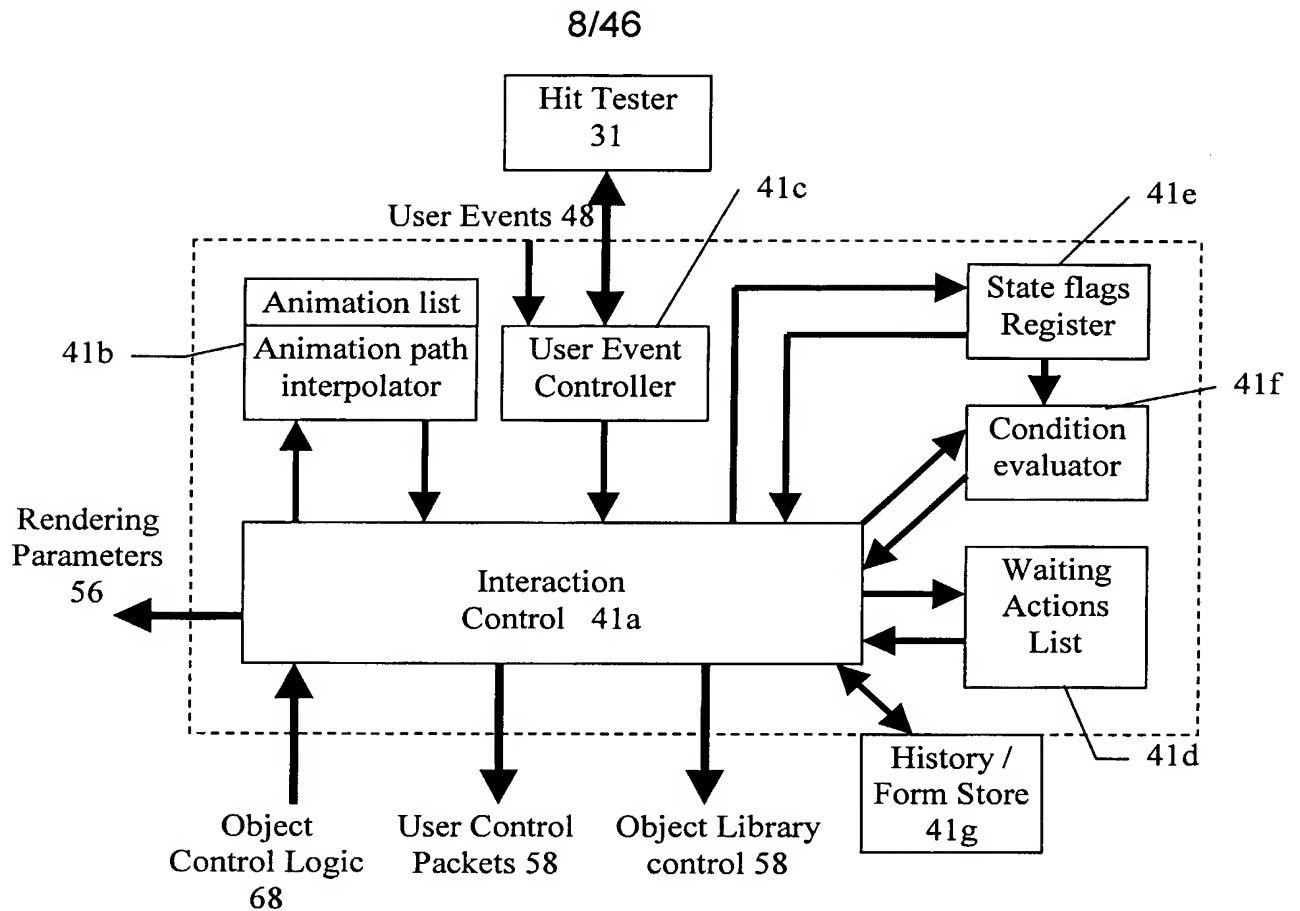 8/46
Hit Tester
31
41c
41e
User Events 48
Animation list
Animation path
interpolator
41b
User Event
Controller
State flags
Register
41f
Condition
evaluator
Rendering
Parameters
56
Interaction
Control 41a
Waiting
Actions
List
41d
History /
Form Store
41g
Object
Control Logic
68
User Control
Packets 58
Object Library
control 58